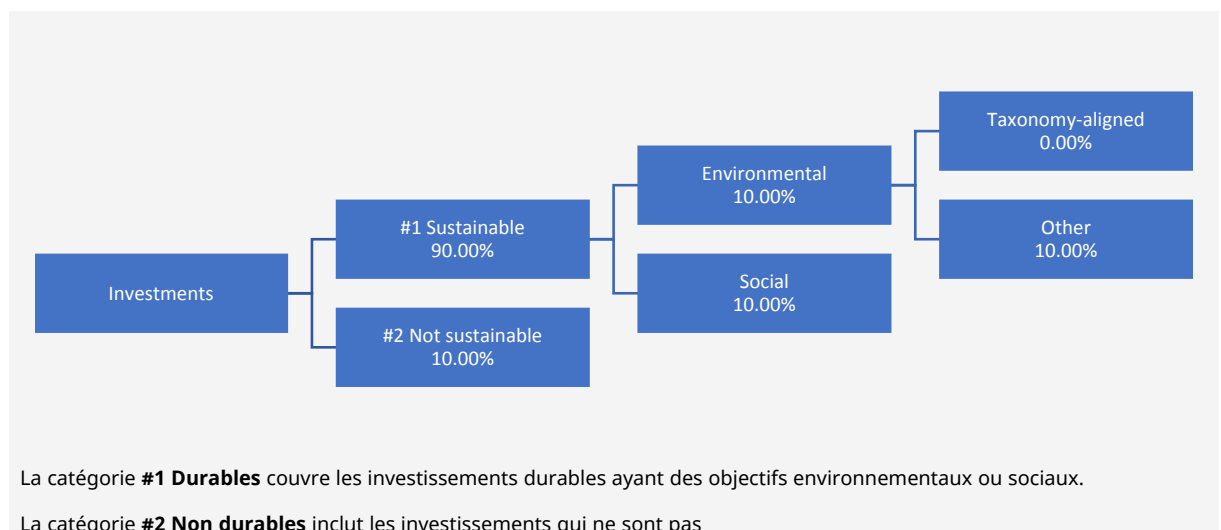 Taxonomy-aligned
0.00%
Environmental
10.00%
#1 Sustainable
90.00%
Other
10.00%
Investments
Social
10.00%
#2 Not sustainable
10.00%
La catégorie #1 Durables couvre les investissements durables ayant des objectifs environnementaux ou sociaux.
La catégorie #2 Non durables inclut les investissements qui ne sont pas